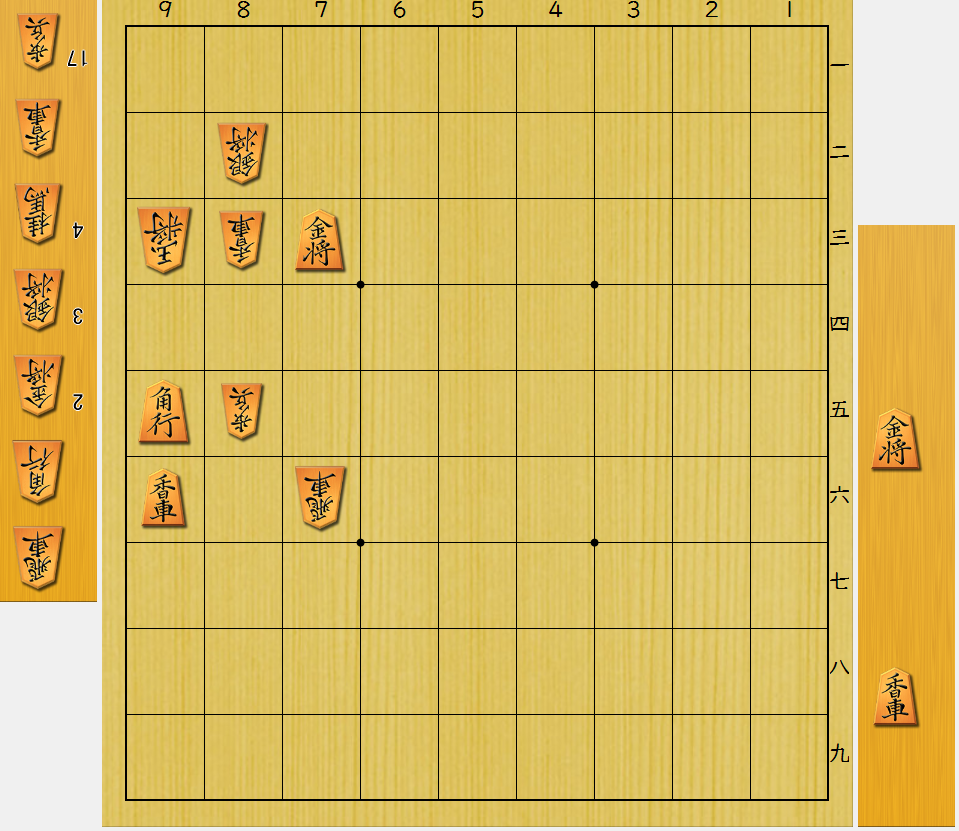 9 8 7 6 5 4 3 2 1
歩兵 17
香車
桂馬 4
銀将 3
金将 2
角行
飛車
一
銀将 二
玉将 香車 金将 三
四
角行 歩兵 五
香車 飛車 六
七
八
九
金将
香車